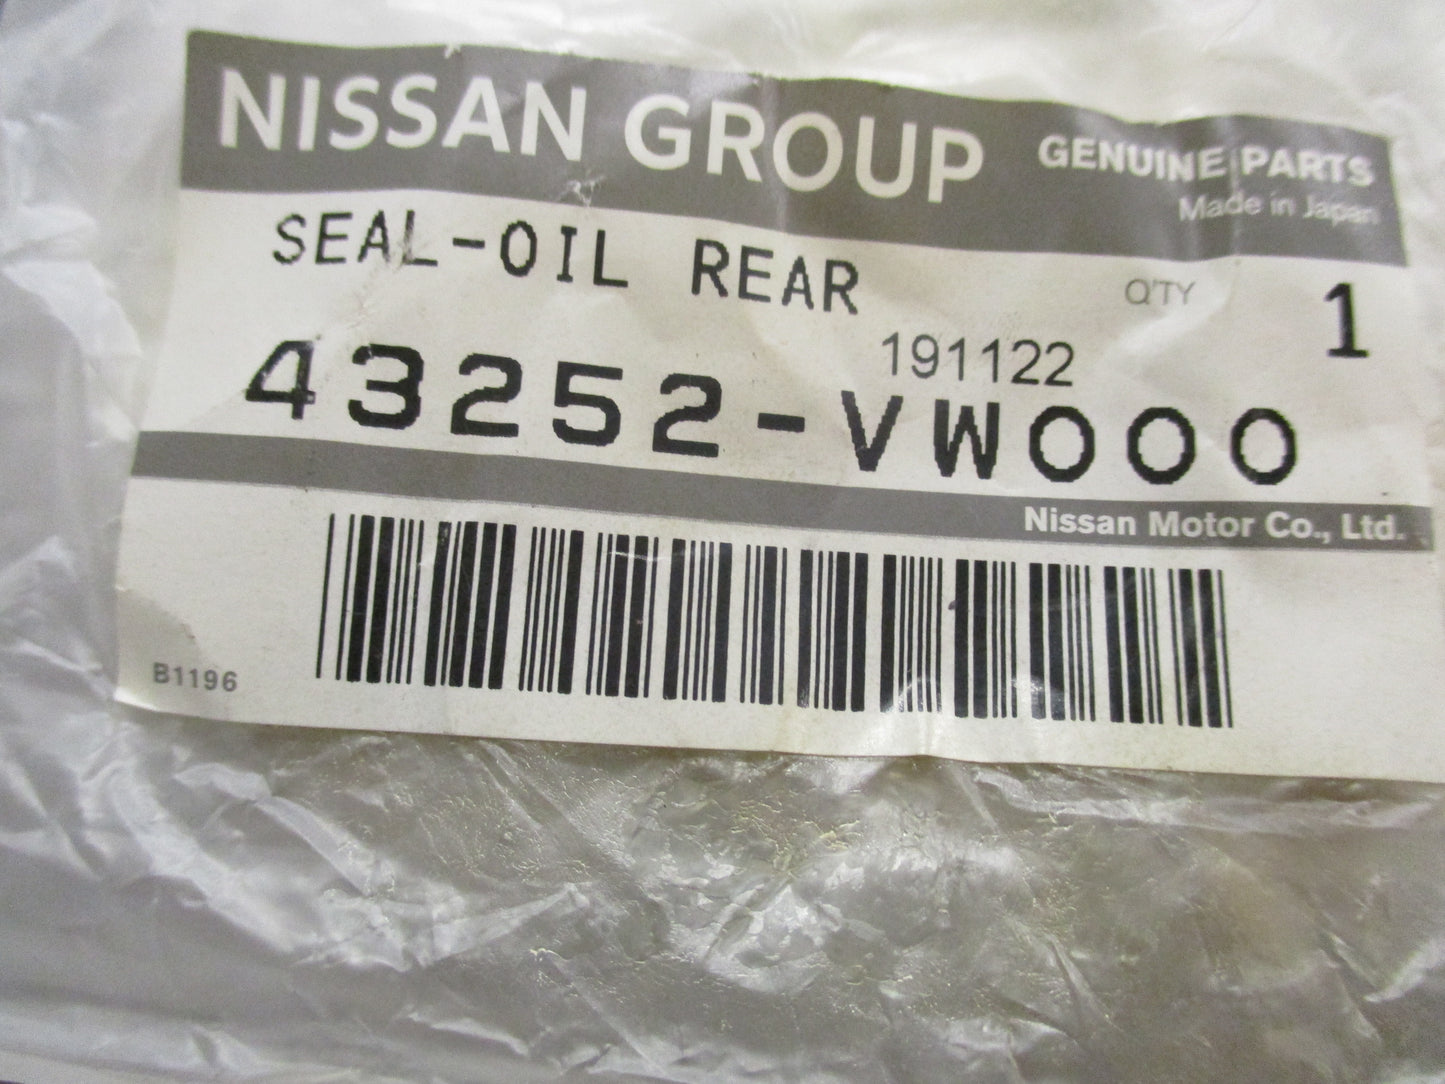 NISSAN GROUP GENUINE PARTS
Made in Japan
SEAL-OIL REAR Q'TY 1
191122
43252-VW000
Nissan Motor Co., Ltd.
B1196